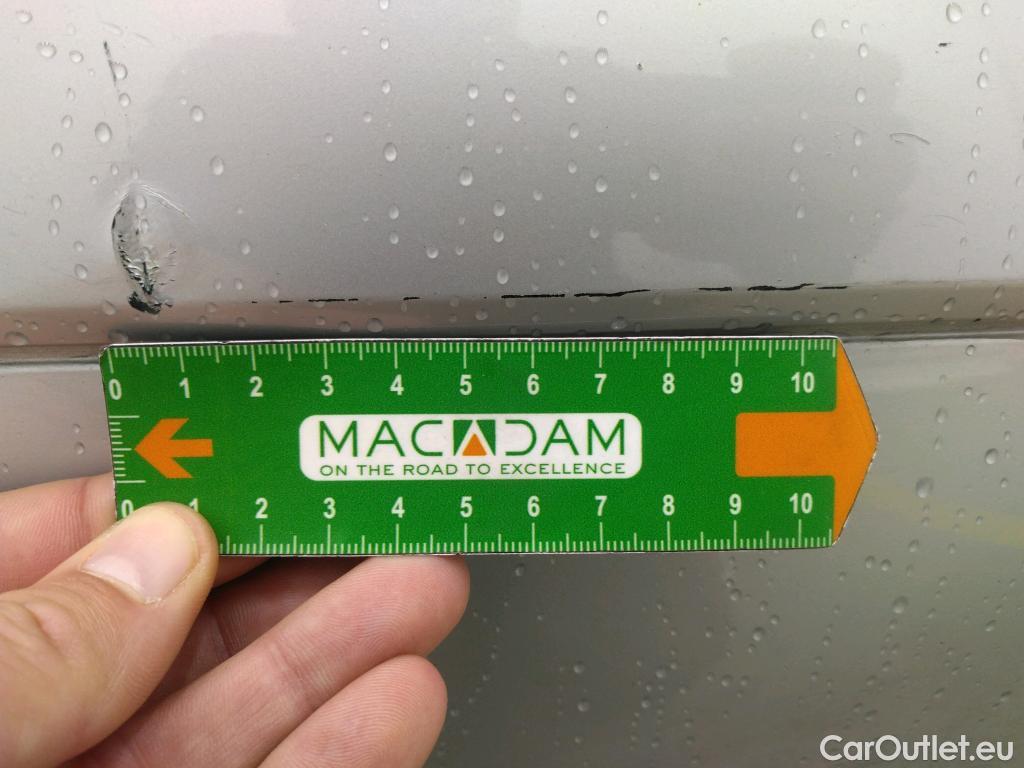 0 1 2 3 4 5 6 7 8 9 10
MACADAM
ON THE ROAD TO EXCELLENCE
0 1 2 3 4 5 6 7 8 9 10
CarOutlet.eu